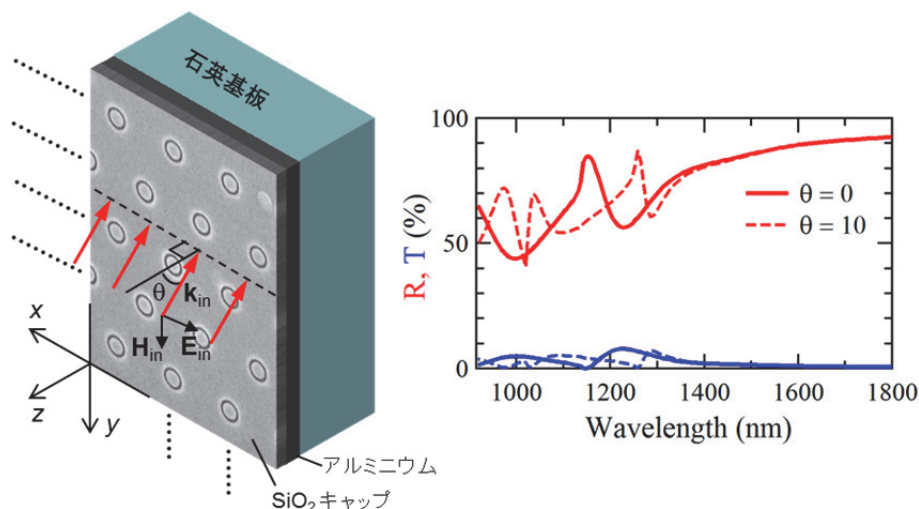 石英基板
θ
k_in
H_in
E_in
x
z
y
アルミニウム
SiO₂キャップ
100
50
0
R, T (%)
θ = 0
θ = 10
1000 1200 1400 1600 1800
Wavelength (nm)